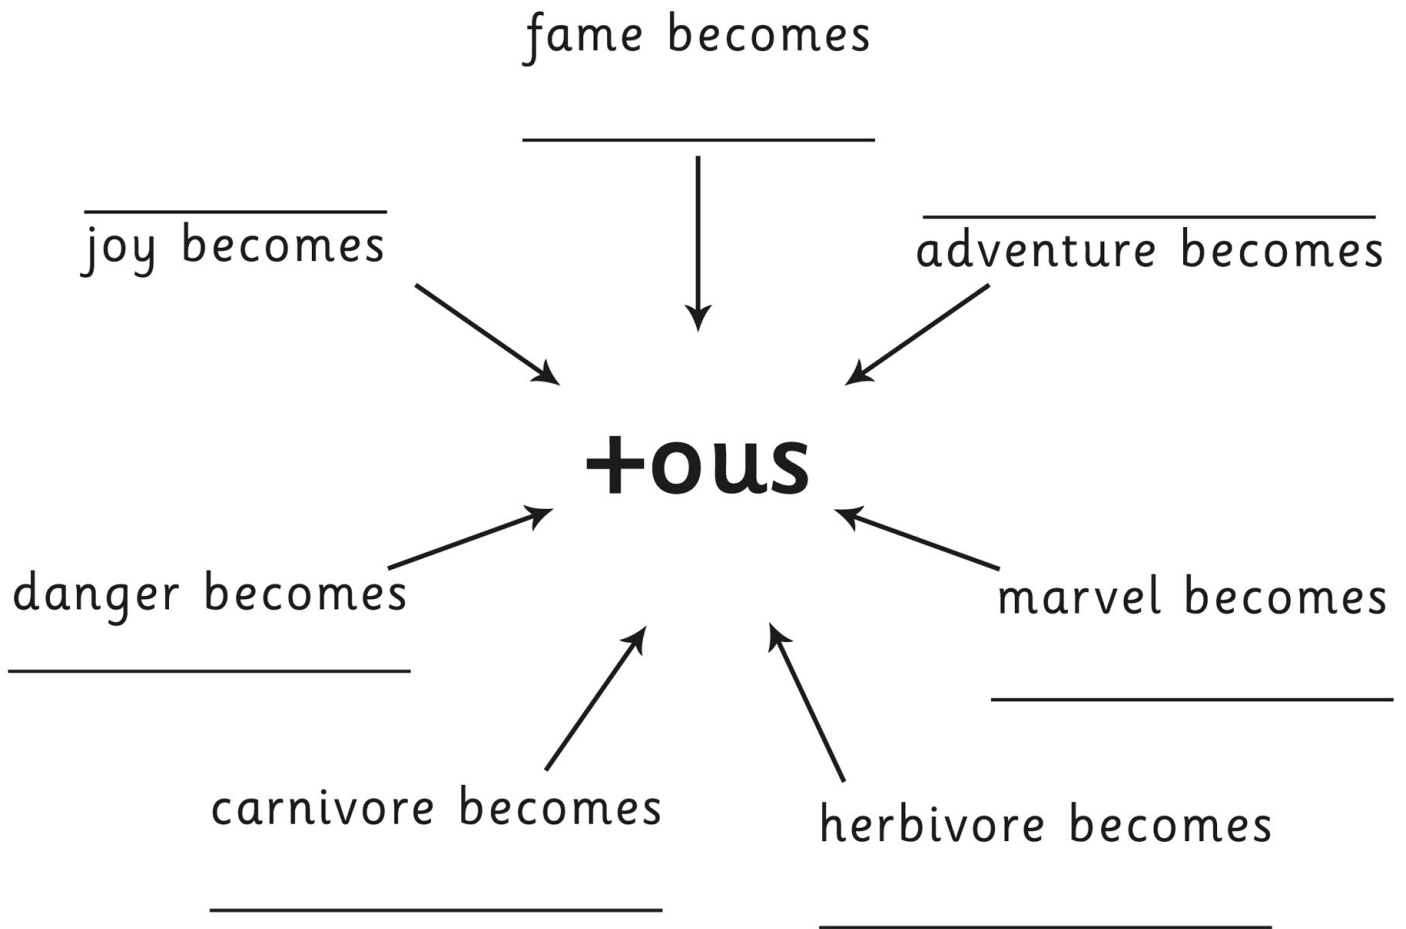 fame becomes
joy becomes
adventure becomes
+ous
danger becomes
marvel becomes
carnivore becomes
herbivore becomes